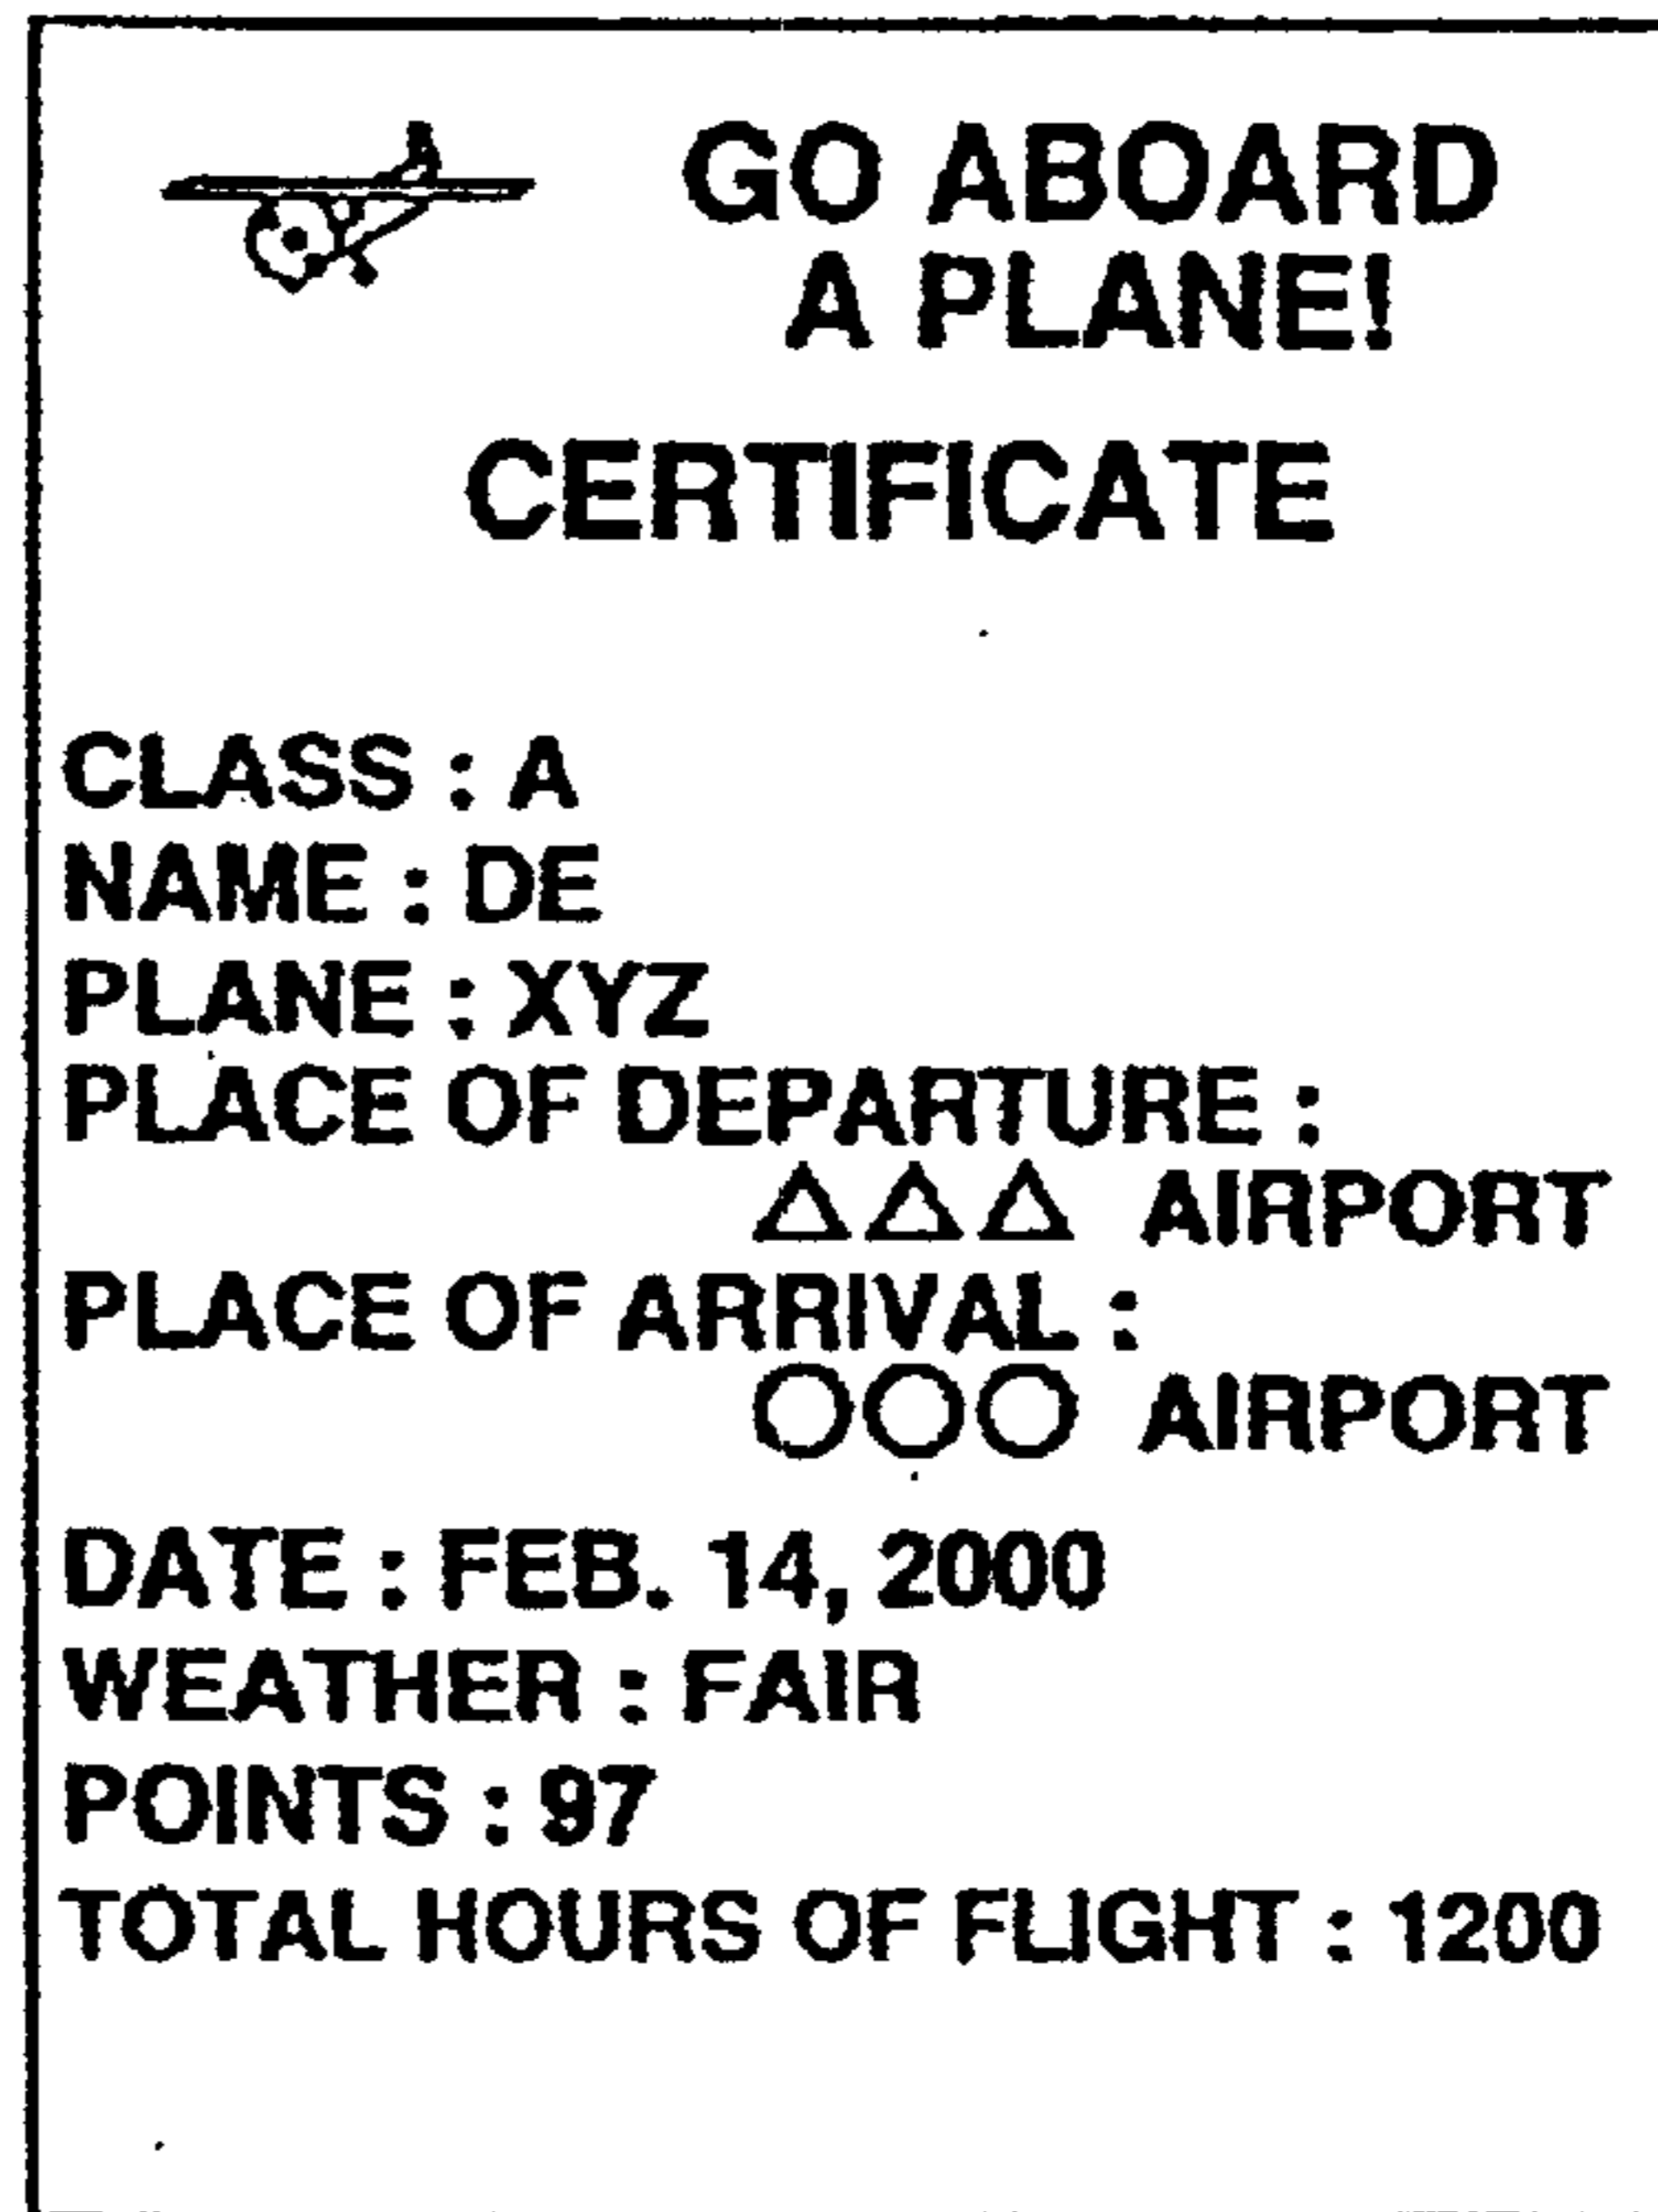 GO ABOARD
A PLANE!
CERTIFICATE
CLASS : A
NAME : DE
PLANE : XYZ
PLACE OF DEPARTURE :
△△△ AIRPORT
PLACE OF ARRIVAL :
○○○ AIRPORT
DATE : FEB. 14, 2000
WEATHER : FAIR
POINTS : 97
TOTAL HOURS OF FLIGHT : 1200